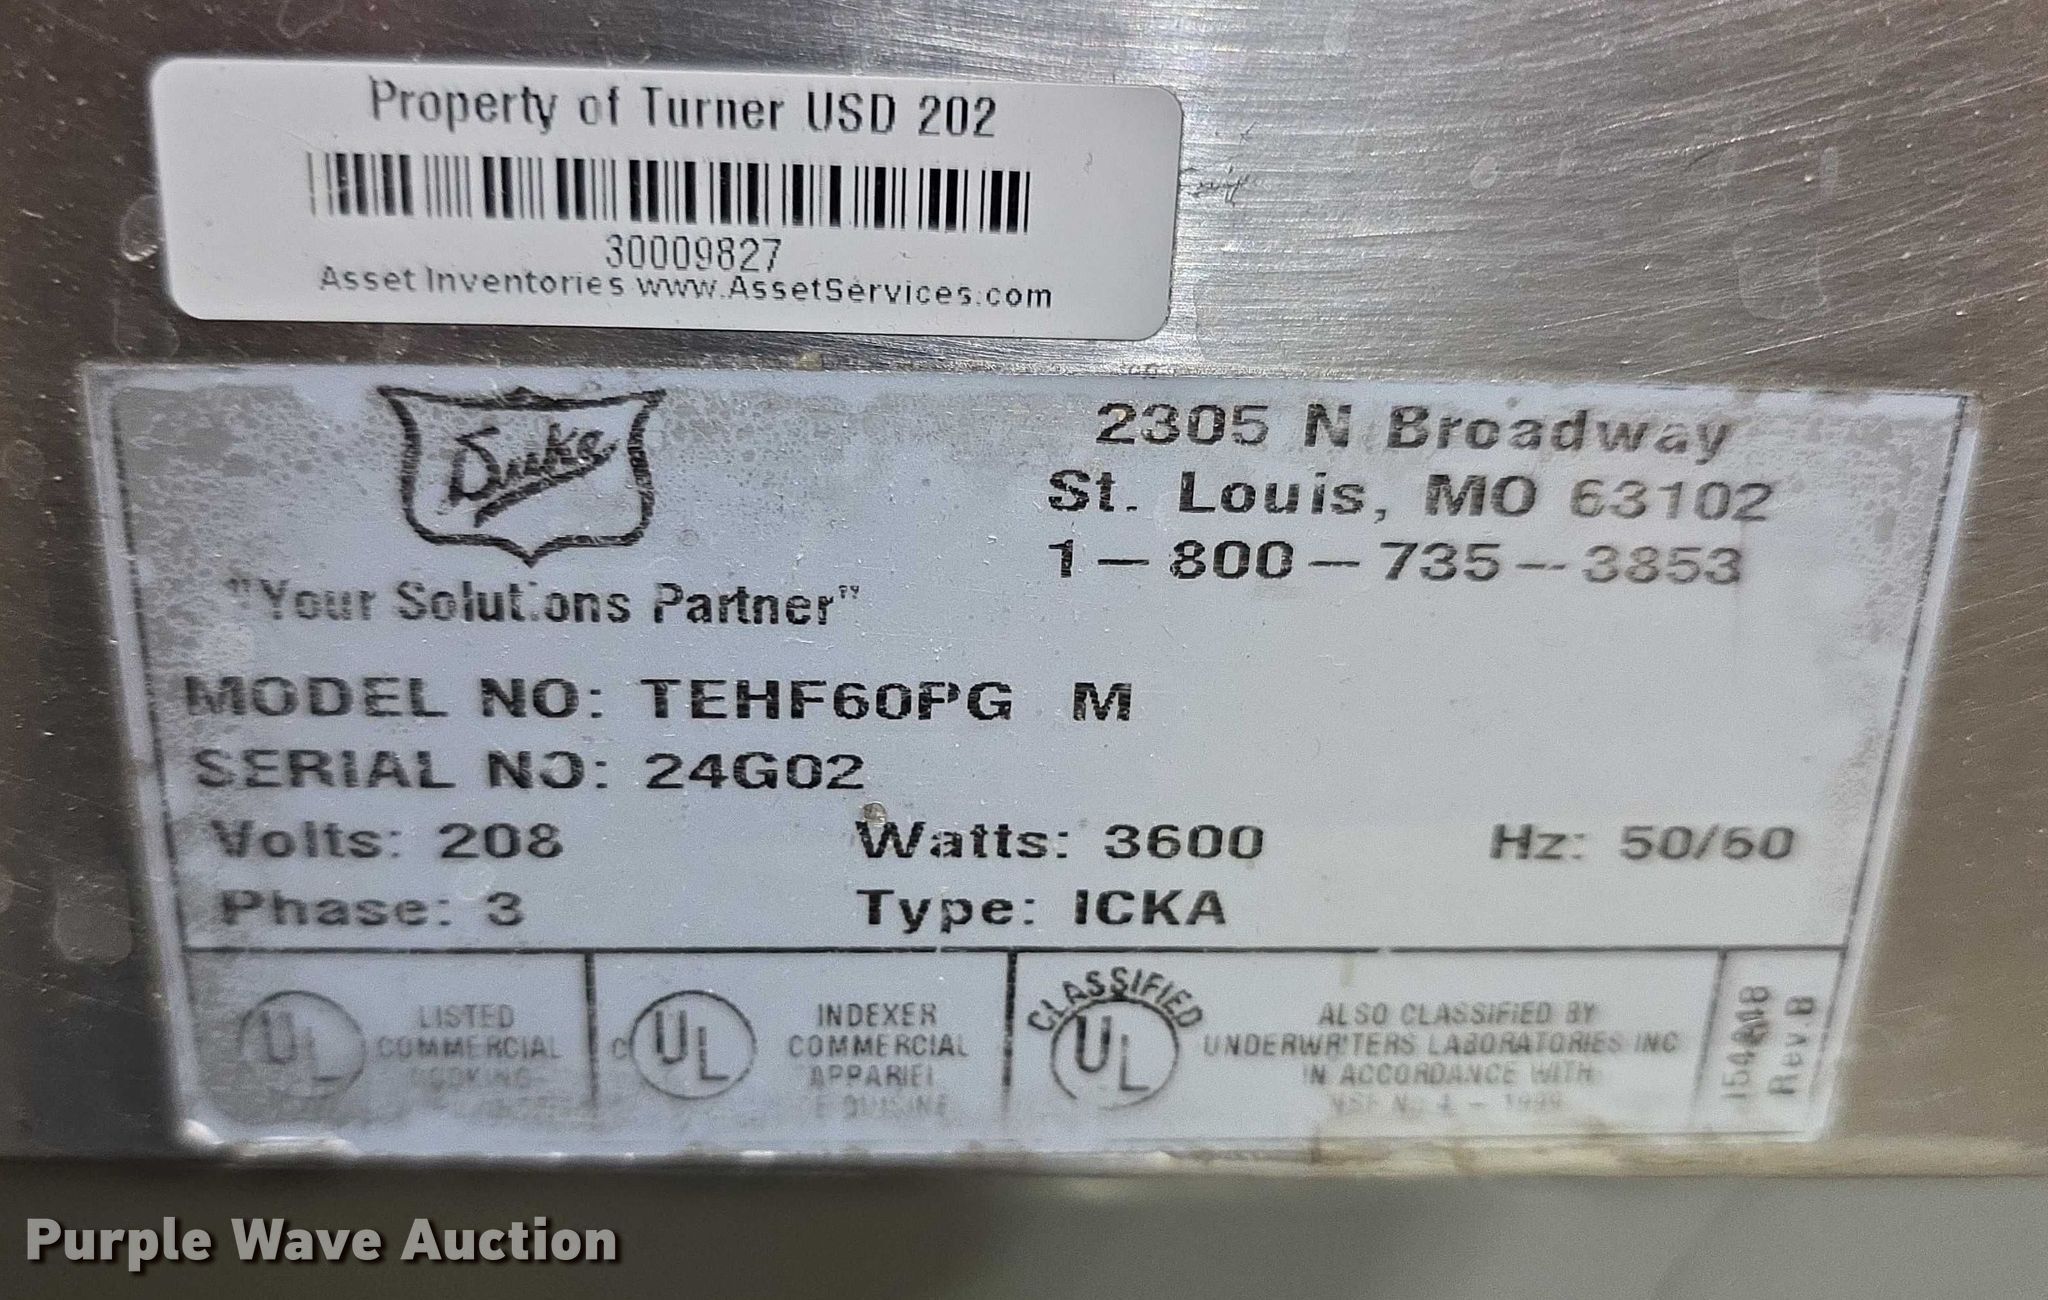 Property of Turner USD 202
30009827
Asset Inventories www.AssetServices.com
Duke
"Your Solutions Partner"
2305 N Broadway
St. Louis, MO 63102
1-800-735-3853
MODEL NO: TEHF60PG M
SERIAL NO: 24G02
Volts: 208 Watts: 3600 Hz: 50/60
Phase: 3 Type: ICKA
UL LISTED
COMMERCIAL
COOKING
C UL INDEXER
COMMERCIAL
CLASSIFIED
UL
ALSO CLASSIFIED BY
UNDERWRITERS LABORATORIES INC
IN ACCORDANCE WITH
Rev.B
Purple Wave Auction